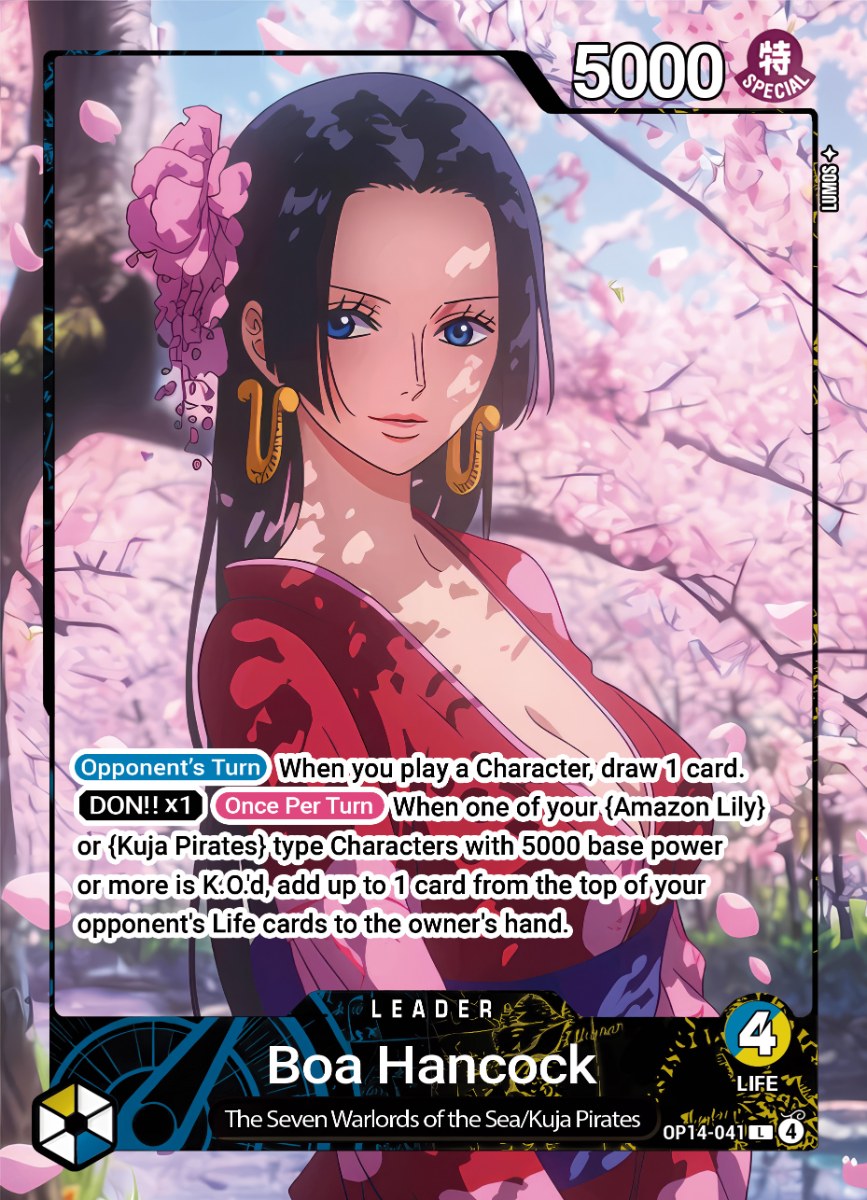 5000
特
SPECIAL
LUMOS
Opponent's Turn When you play a Character, draw 1 card.
DON!! x1 Once Per Turn When one of your {Amazon Lily}
or {Kuja Pirates} type Characters with 5000 base power
or more is K.O.'d, add up to 1 card from the top of your
opponent's Life cards to the owner's hand.
LEADER
Boa Hancock
4
LIFE
The Seven Warlords of the Sea/Kuja Pirates
OP14-041 L 4